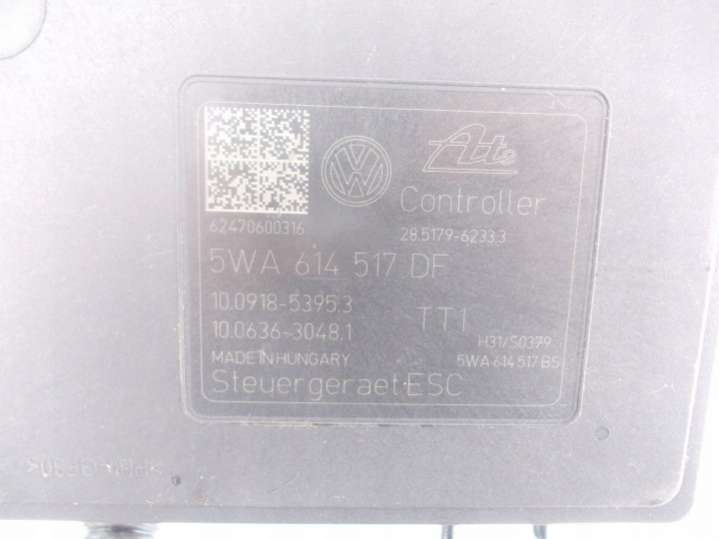 Ate
Controller
62470600316
28.5179-6233.3
5WA 614 517 DF
10.0918-5395.3
10.0636-3048.1
TT1
H31/S0379
MADE IN HUNGARY
5WA 614 517 BS
Steuergeraet ESC